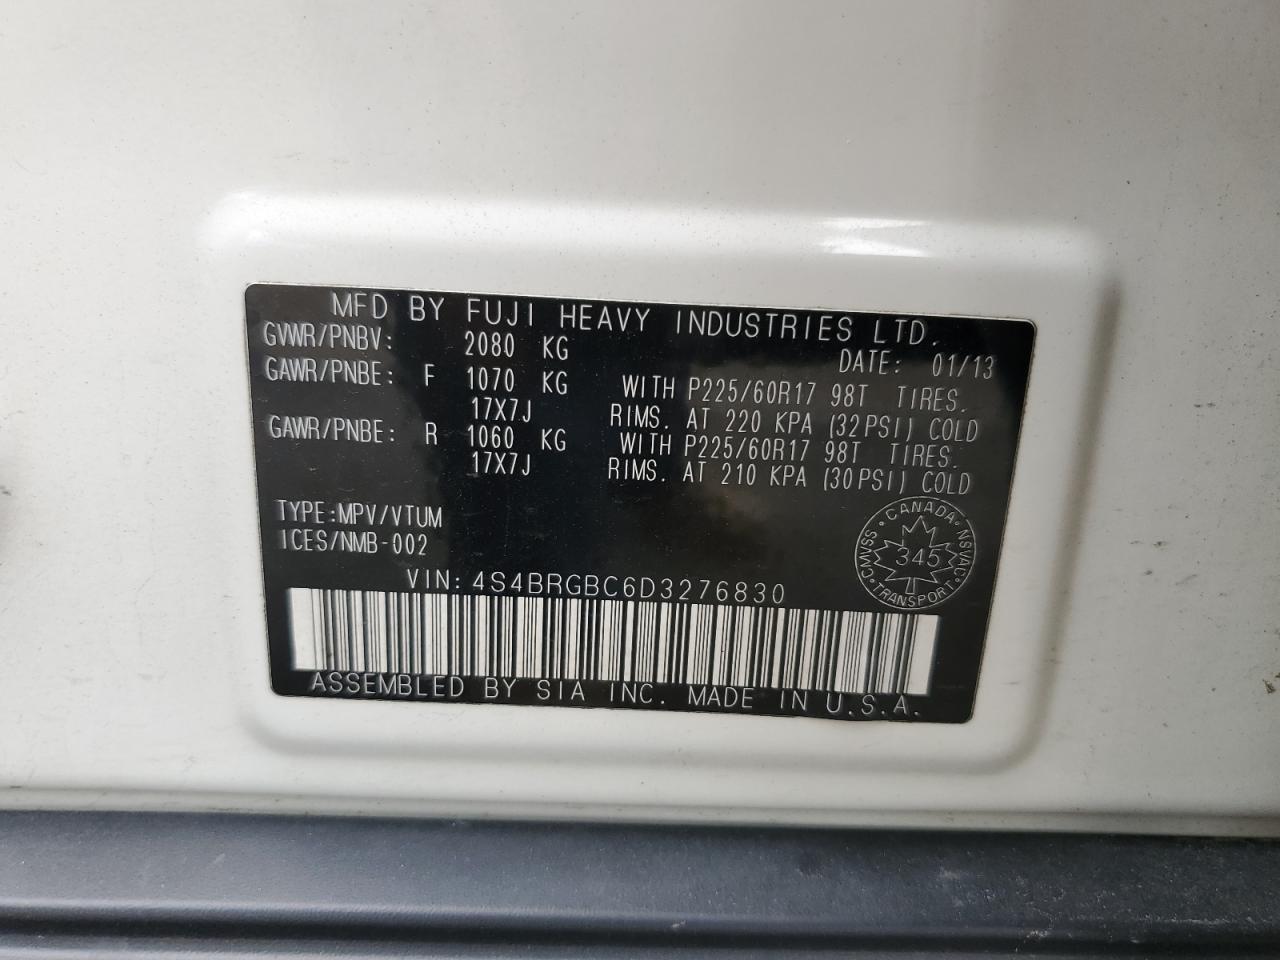 MFD BY FUJI HEAVY INDUSTRIES LTD.
GVWR/PNBV: 2080 KG DATE: 01/13
GAWR/PNBE: F 1070 KG WITH P225/60R17 98T TIRES.
17X7J RIMS. AT 220 KPA (32PSI) COLD
GAWR/PNBE: R 1060 KG WITH P225/60R17 98T TIRES.
17X7J RIMS. AT 210 KPA (30PSI) COLD
TYPE:MPV/VTUM
ICES/NMB-002
CANADA
CMVSS 345 NSVAC
TRANSPORT
VIN: 4S4BRGBC6D3276830
ASSEMBLED BY SIA INC. MADE IN U.S.A.